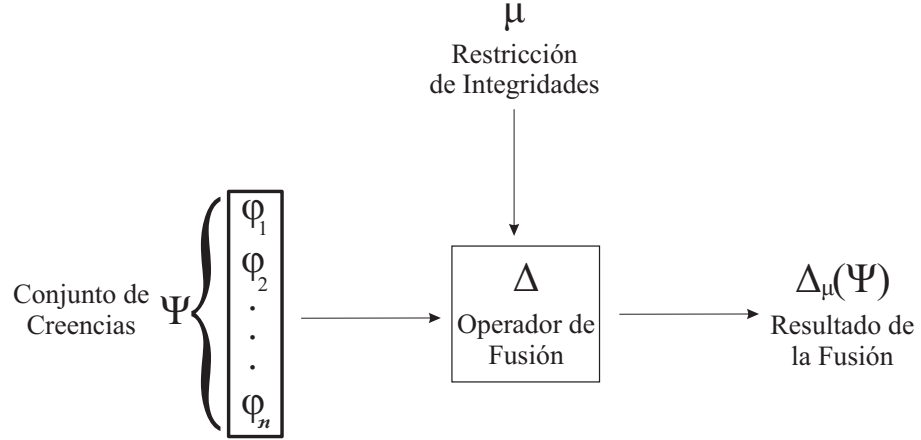 μ
Restricción
de Integridades
φ1
φ2
.
.
.
φn
Conjunto de
Creencias
Ψ
Δ
Operador de
Fusión
Δμ(Ψ)
Resultado de
la Fusión